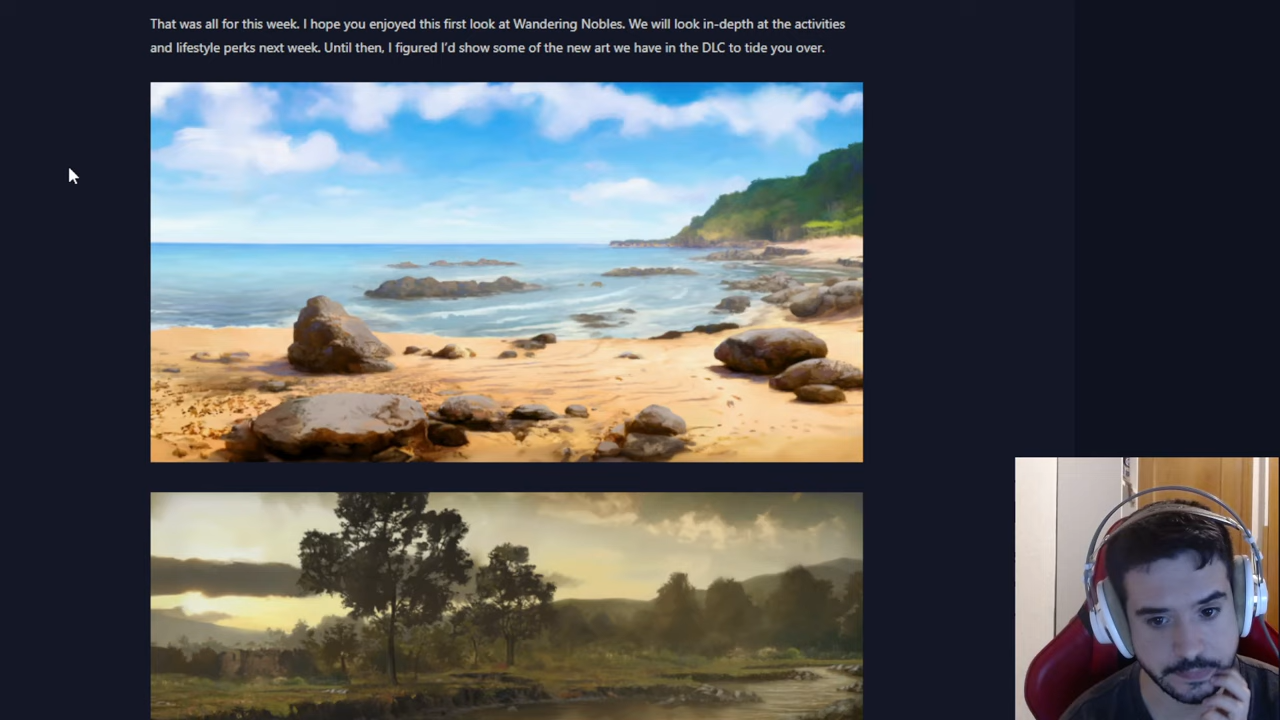 That was all for this week. I hope you enjoyed this first look at Wandering Nobles. We will look in-depth at the activities
and lifestyle perks next week. Until then, I figured I'd show some of the new art we have in the DLC to tide you over.